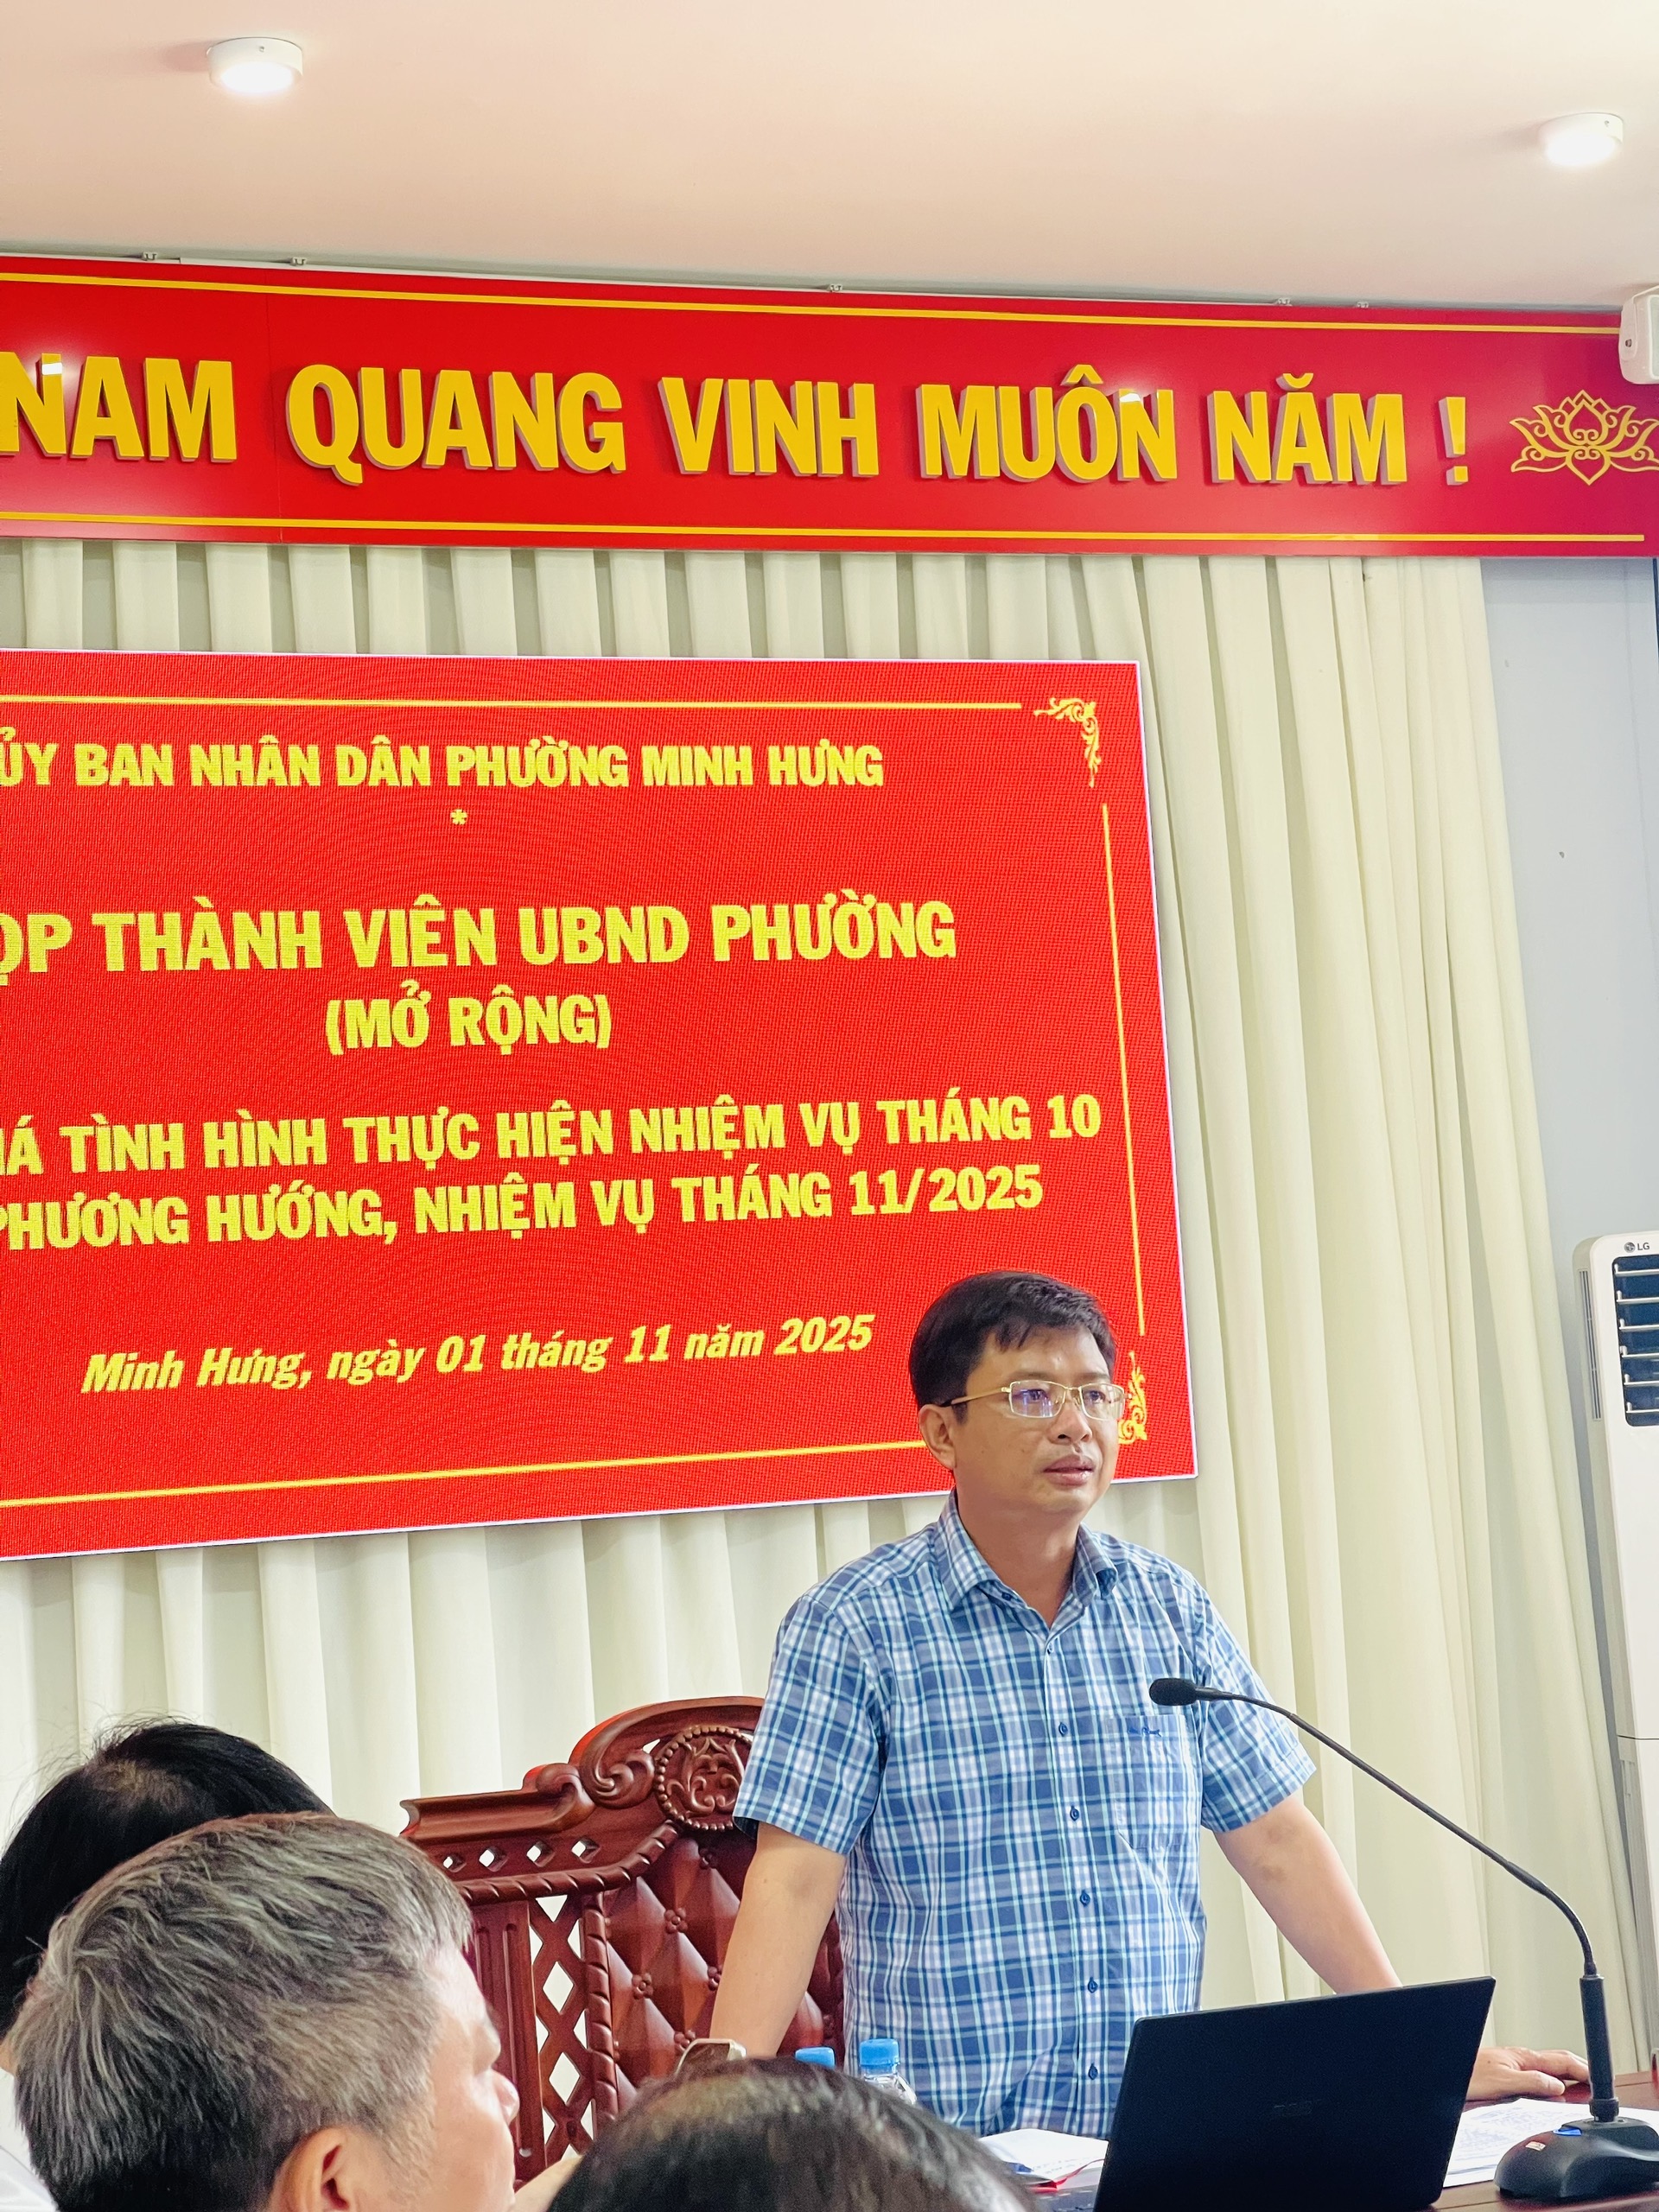 NAM QUANG VINH MUÔN NĂM !
ỦY BAN NHÂN DÂN PHƯỜNG MINH HƯNG
*
ỌP THÀNH VIÊN UBND PHƯỜNG
(MỞ RỘNG)
IÁ TÌNH HÌNH THỰC HIỆN NHIỆM VỤ THÁNG 10
PHƯƠNG HƯỚNG, NHIỆM VỤ THÁNG 11/2025
Minh Hưng, ngày 01 tháng 11 năm 2025
LG